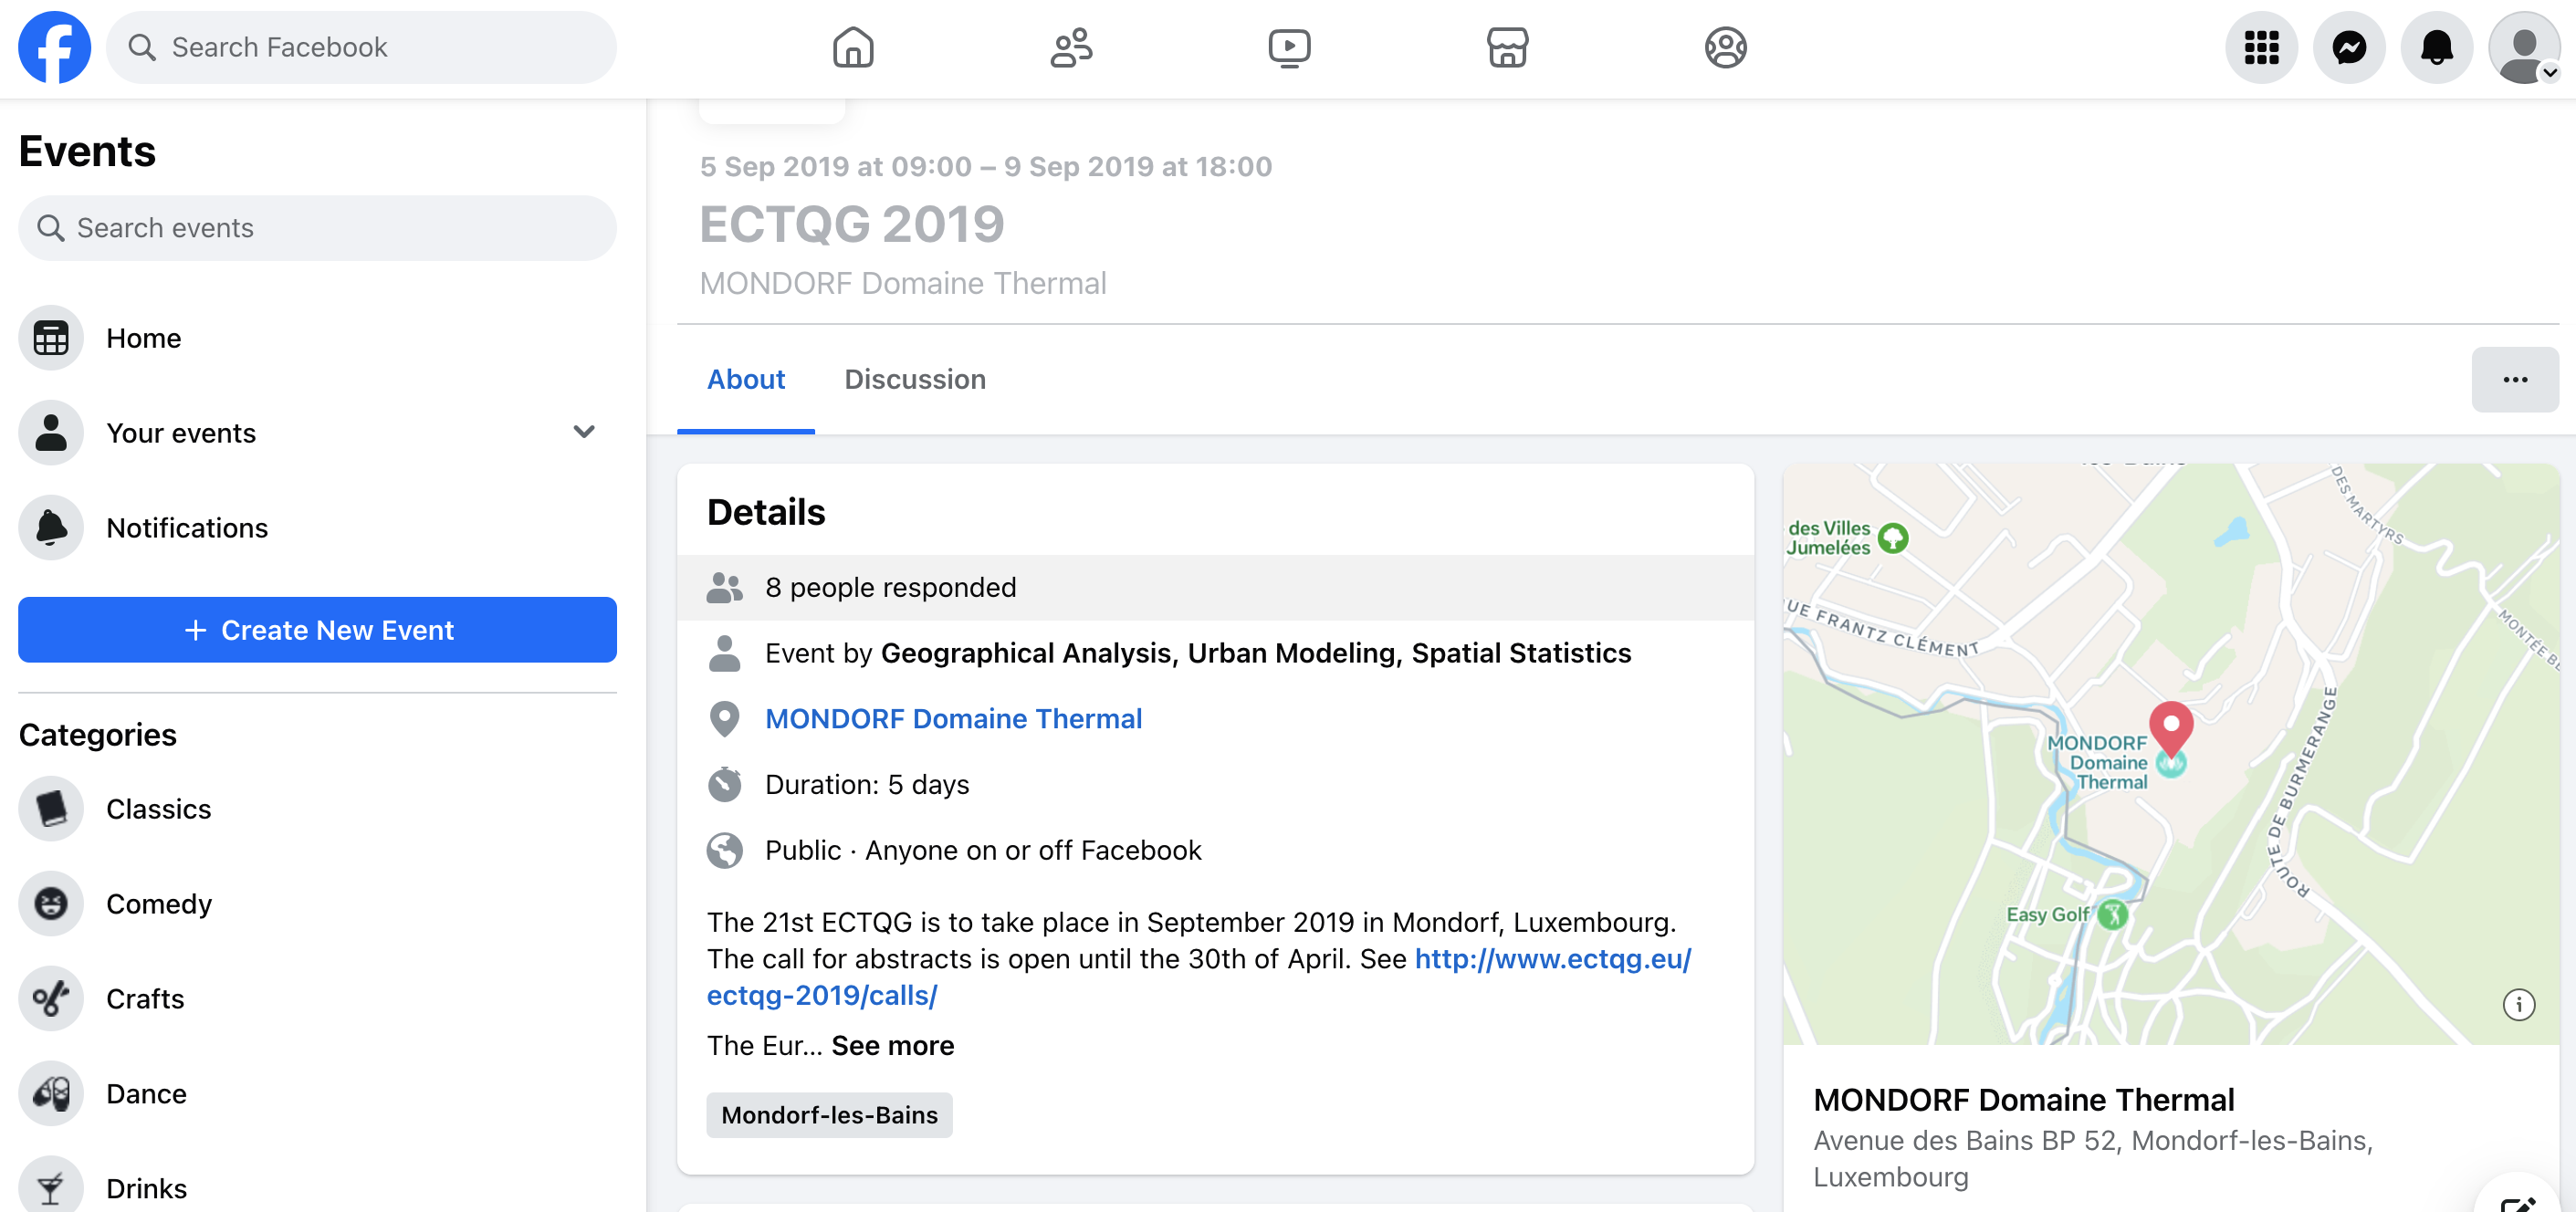 Search Facebook
Events
Search events
Home
Your events
Notifications
+ Create New Event
Categories
Classics
Comedy
Crafts
Dance
Drinks
5 Sep 2019 at 09:00 – 9 Sep 2019 at 18:00
ECTQG 2019
MONDORF Domaine Thermal
About
Discussion
...
Details
8 people responded
Event by Geographical Analysis, Urban Modeling, Spatial Statistics
MONDORF Domaine Thermal
Duration: 5 days
Public · Anyone on or off Facebook
The 21st ECTQG is to take place in September 2019 in Mondorf, Luxembourg.
The call for abstracts is open until the 30th of April. See http://www.ectqg.eu/
ectqg-2019/calls/
The Eur... See more
Mondorf-les-Bains
des Villes
Jumelées
DES MARTYRS
UE FRANTZ CLÉMENT
MONTÉE BE
MONDORF
Domaine
Thermal
ROUTE DE BURMERANGE
Easy Golf
MONDORF Domaine Thermal
Avenue des Bains BP 52, Mondorf-les-Bains,
Luxembourg